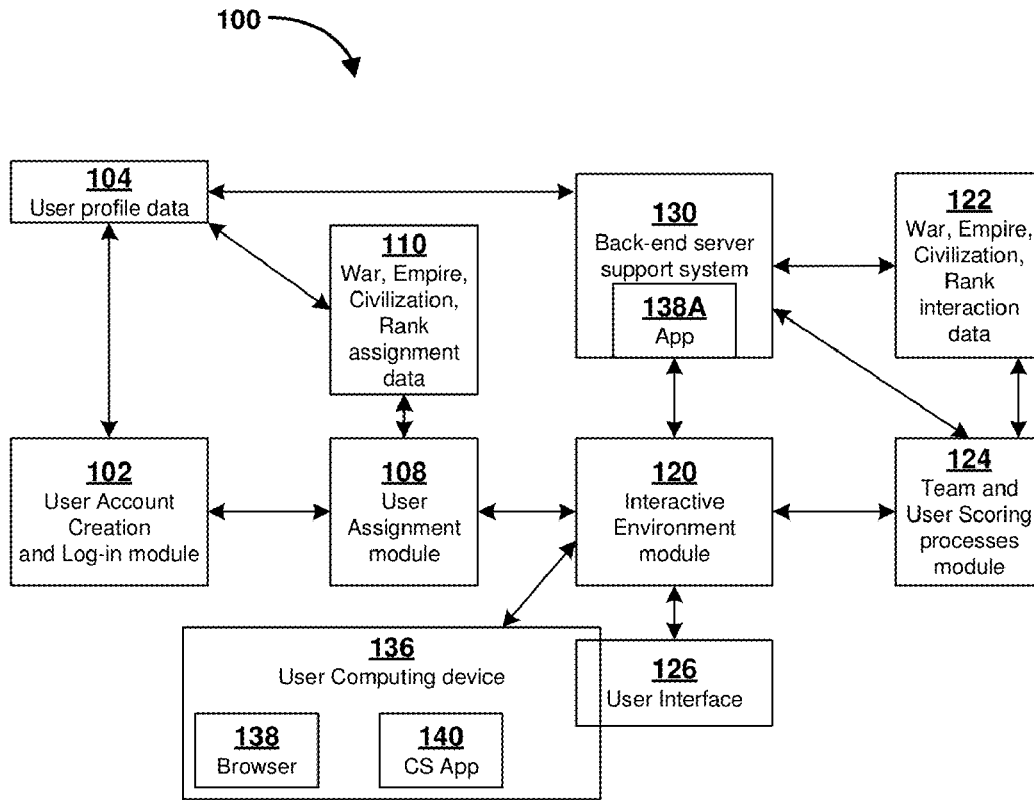 100
104
User profile data
110
War, Empire,
Civilization,
Rank
assignment
data
130
Back-end server
support system
138A
App
122
War, Empire,
Civilization,
Rank
interaction
data
102
User Account
Creation
and Log-in module
108
User
Assignment
module
120
Interactive
Environment
module
124
Team and
User Scoring
processes
module
136
User Computing device
138
Browser
140
CS App
126
User Interface